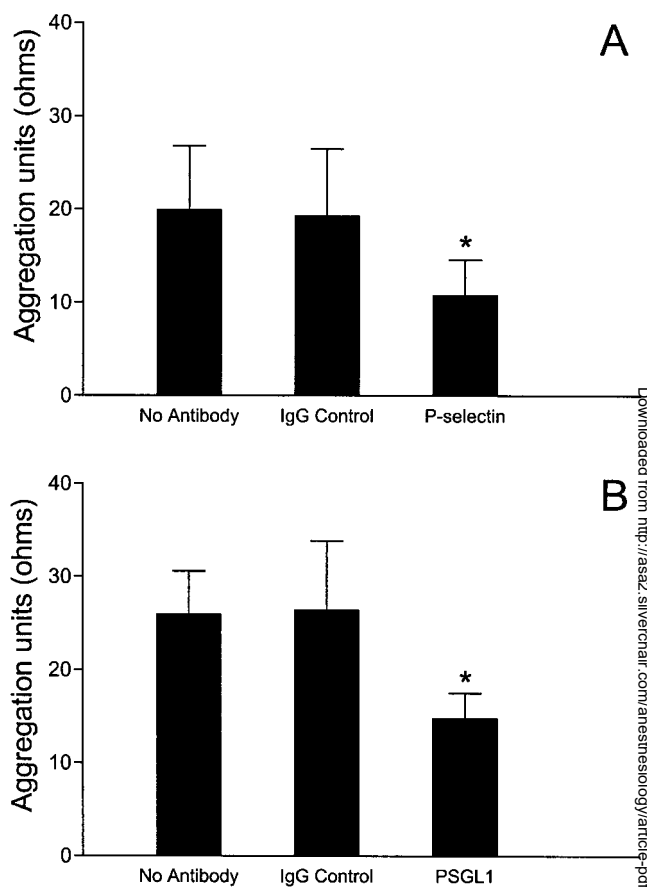 A
Aggregation units (ohms)
40
30
20
10
0
*
No Antibody IgG Control P-selectin
B
Aggregation units (ohms)
40
30
20
10
0
*
No Antibody IgG Control PSGL1
Downloaded from http://asa2.silverchair.com/anesthesiology/article-pdf